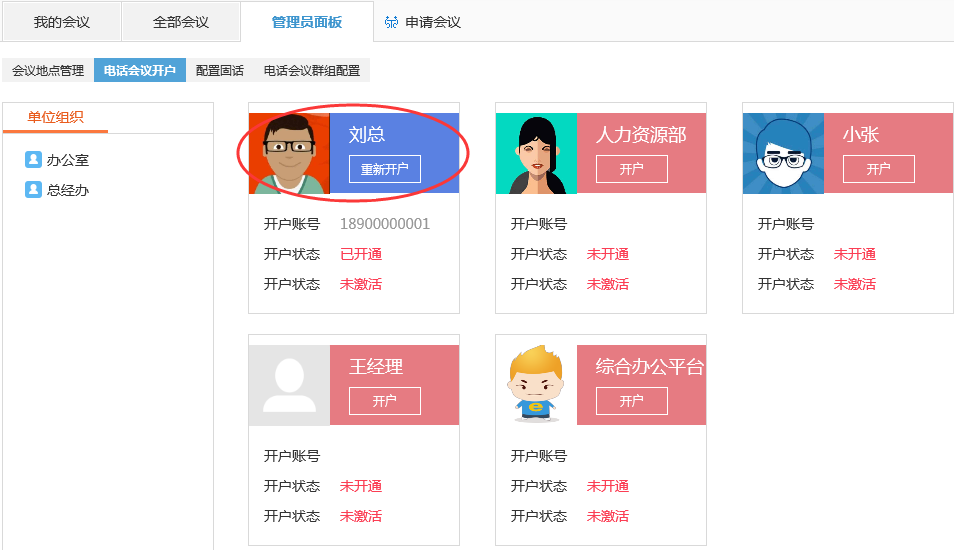 我的会议
全部会议
管理员面板
申请会议
会议地点管理
电话会议开户
配置固话
电话会议群组配置
单位组织
办公室
总经办
刘总
重新开户
开户账号 18900000001
开户状态 已开通
开户状态 未激活
人力资源部
开户
开户账号
开户状态 未开通
开户状态 未激活
小张
开户
开户账号
开户状态 未开通
开户状态 未激活
王经理
开户
开户账号
开户状态 未开通
开户状态 未激活
综合办公平台
开户
e
开户账号
开户状态 未开通
开户状态 未激活